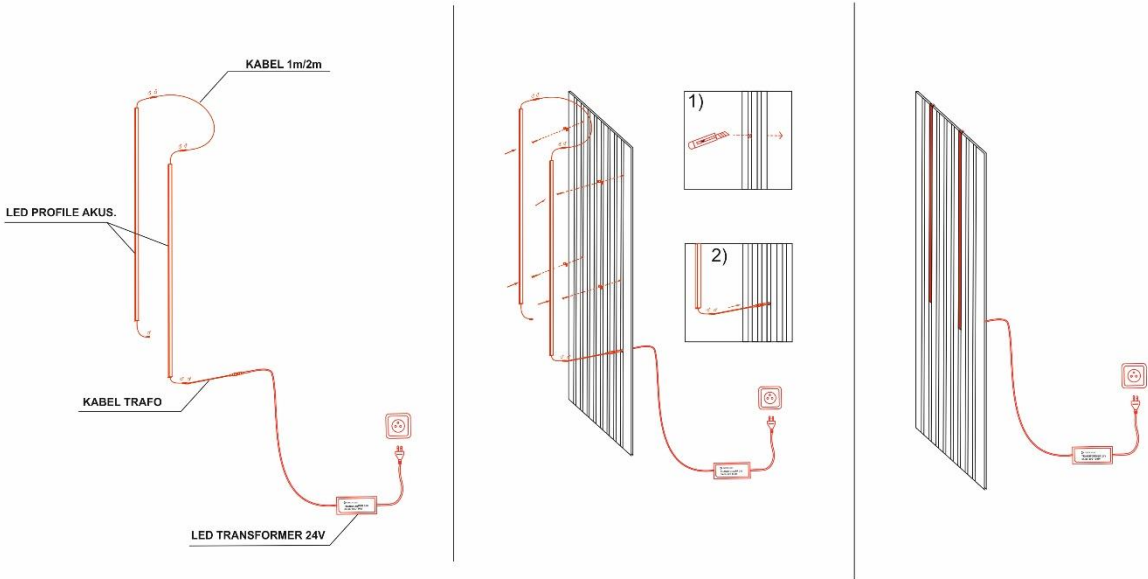 KABEL 1m/2m
LED PROFILE AKUS.
KABEL TRAFO
LED TRANSFORMER 24V
1)
2)